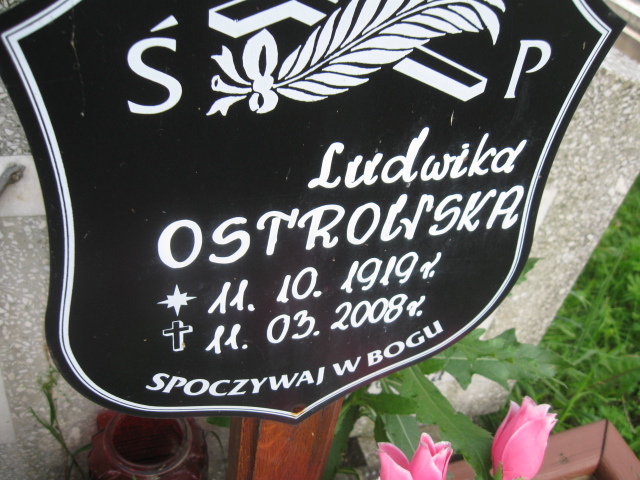 Ś P
Ludwika
OSTROWSKA
11. 10. 1919 r.
11. 03. 2008 r.
SPOCZYWAJ W BOGU